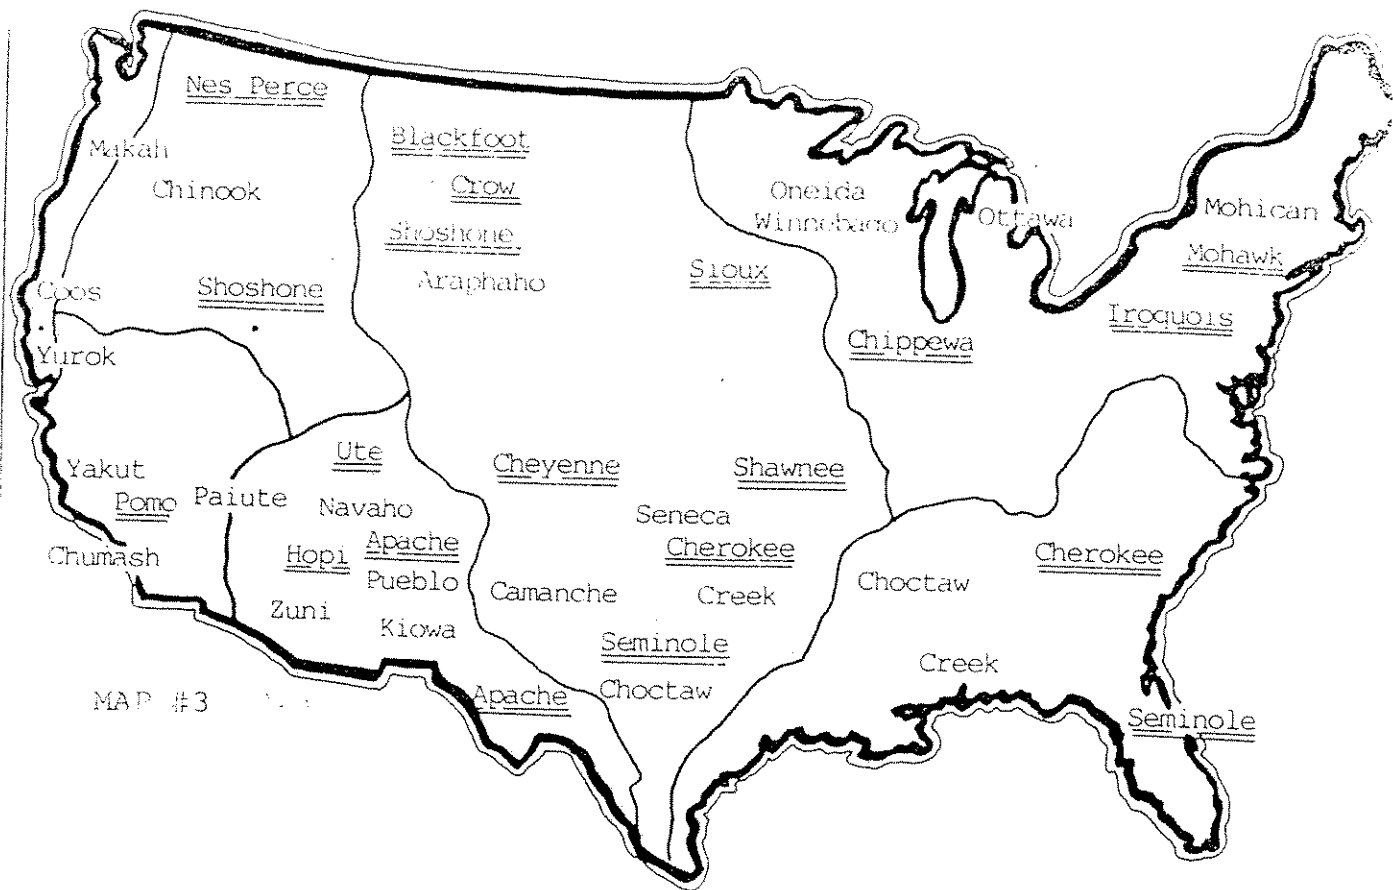 Nes Perce
Makah
Chinook
Coos
Shoshone
Yurok
Blackfoot
Crow
Shoshone
Araphaho
Sioux
Oneida
Winnebago
Ottawa
Chippewa
Mohican
Mohawk
Iroquois
Yakut
Pomo
Paiute
Chumash
Ute
Navaho
Apache
Hopi
Pueblo
Zuni
Kiowa
Cheyenne
Shawnee
Seneca
Cherokee
Camanche
Creek
Seminole
Choctaw
Apache
Choctaw
Cherokee
Creek
Seminole
MAP #3